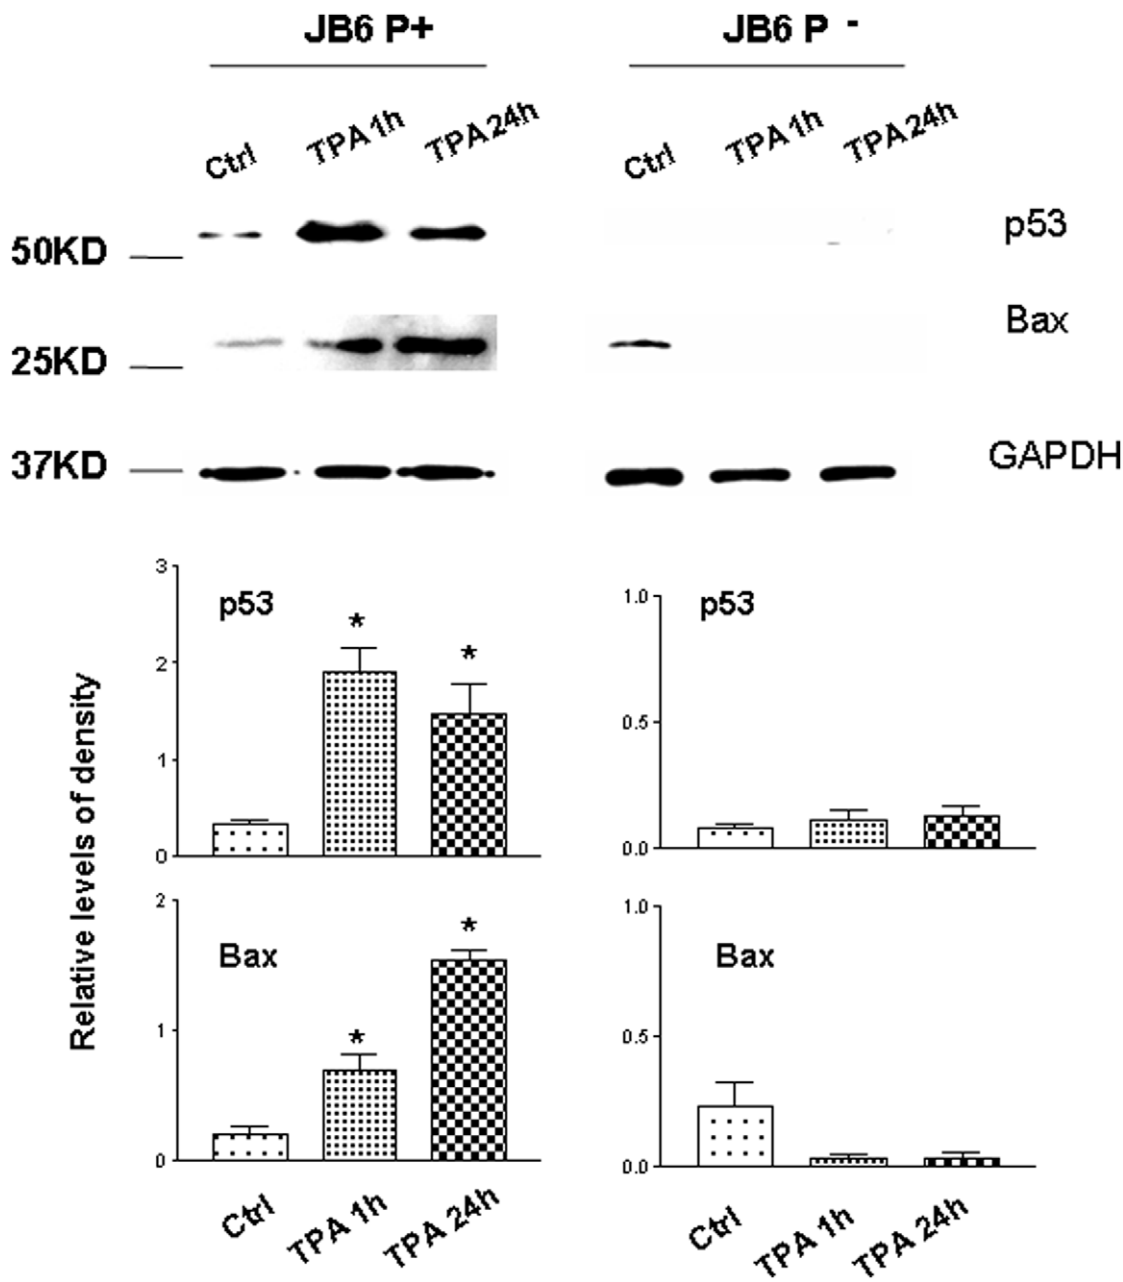 JB6 P+
JB6 P -
Ctrl
TPA 1h
TPA 24h
Ctrl
TPA 1h
TPA 24h
50KD
p53
25KD
Bax
37KD
GAPDH
Relative levels of density
3
2
1
0
p53
*
*
1.0
0.5
0.0
p53
2
1
0
Bax
*
*
1.0
0.5
0.0
Bax
Ctrl
TPA 1h
TPA 24h
Ctrl
TPA 1h
TPA 24h